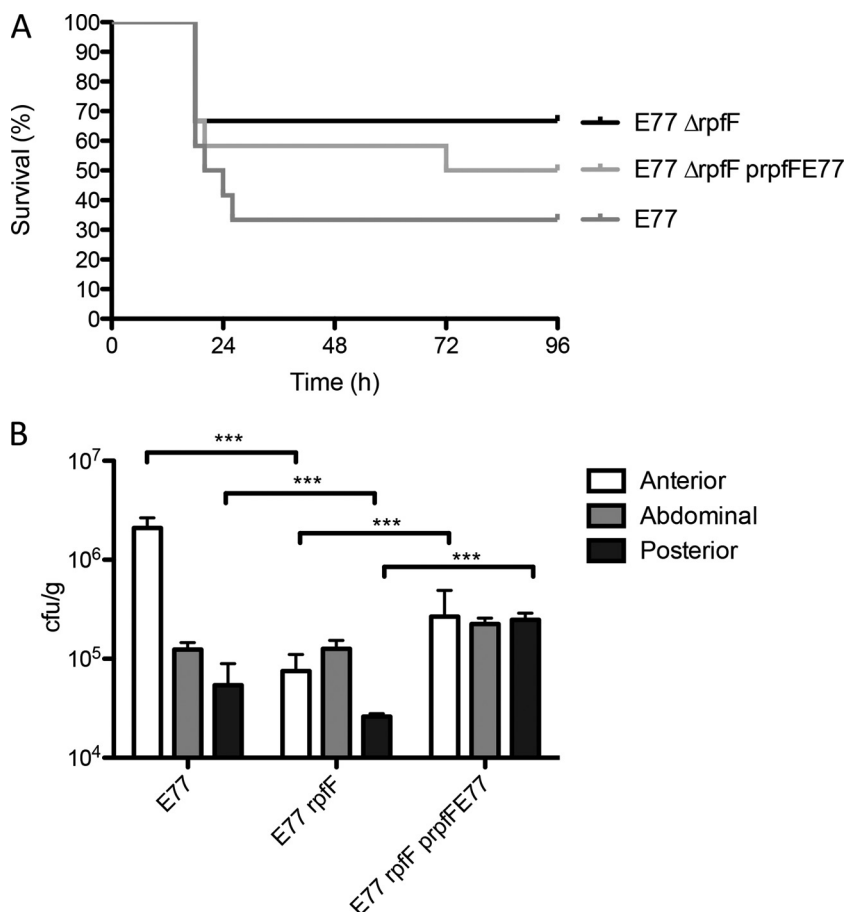 A
Survival (%)
100
90
80
70
60
50
40
30
20
10
0
0 24 48 72 96
Time (h)
E77 ΔrpfF
E77 ΔrpfF prpfFE77
E77
B
cfu/g
10⁷
10⁶
10⁵
10⁴
***
***
***
***
Anterior
Abdominal
Posterior
E77
E77 rpfF
E77 rpfF prpfFE77